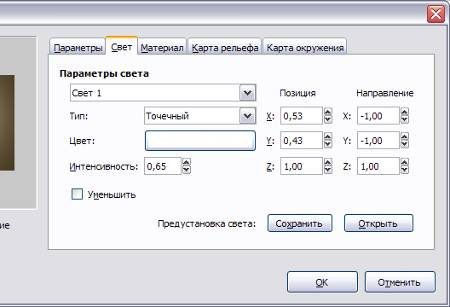 Параметры Свет Материал Карта рельефа Карта окружения
Параметры света
Свет 1 Позиция Направление
Тип: Точечный X: 0,53 X: -1,00
Цвет: Y: 0,43 Y: -1,00
Интенсивность: 0,65 Z: 1,00 Z: 1,00
Уменьшить
Предустановка света: Сохранить Открыть
ие
OK Отменить